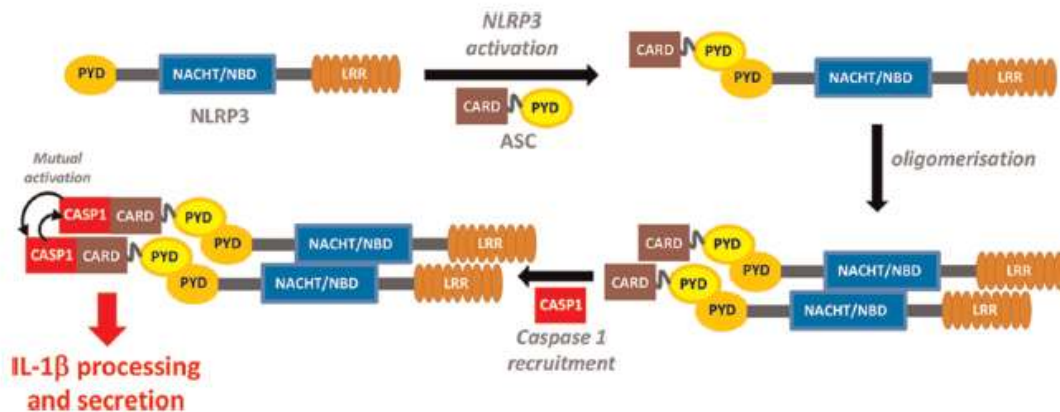 PYD
NACHT/NBD
LRR
NLRP3
NLRP3
activation
CARD
PYD
ASC
CARD
PYD
PYD
NACHT/NBD
LRR
oligomerisation
Mutual
activation
CASP1 CARD
PYD
PYD
NACHT/NBD
LRR
CASP1 CARD
PYD
PYD
NACHT/NBD
LRR
CARD
PYD
PYD
NACHT/NBD
LRR
CARD
PYD
PYD
NACHT/NBD
LRR
CASP1
Caspase 1
recruitment
IL-1β processing
and secretion